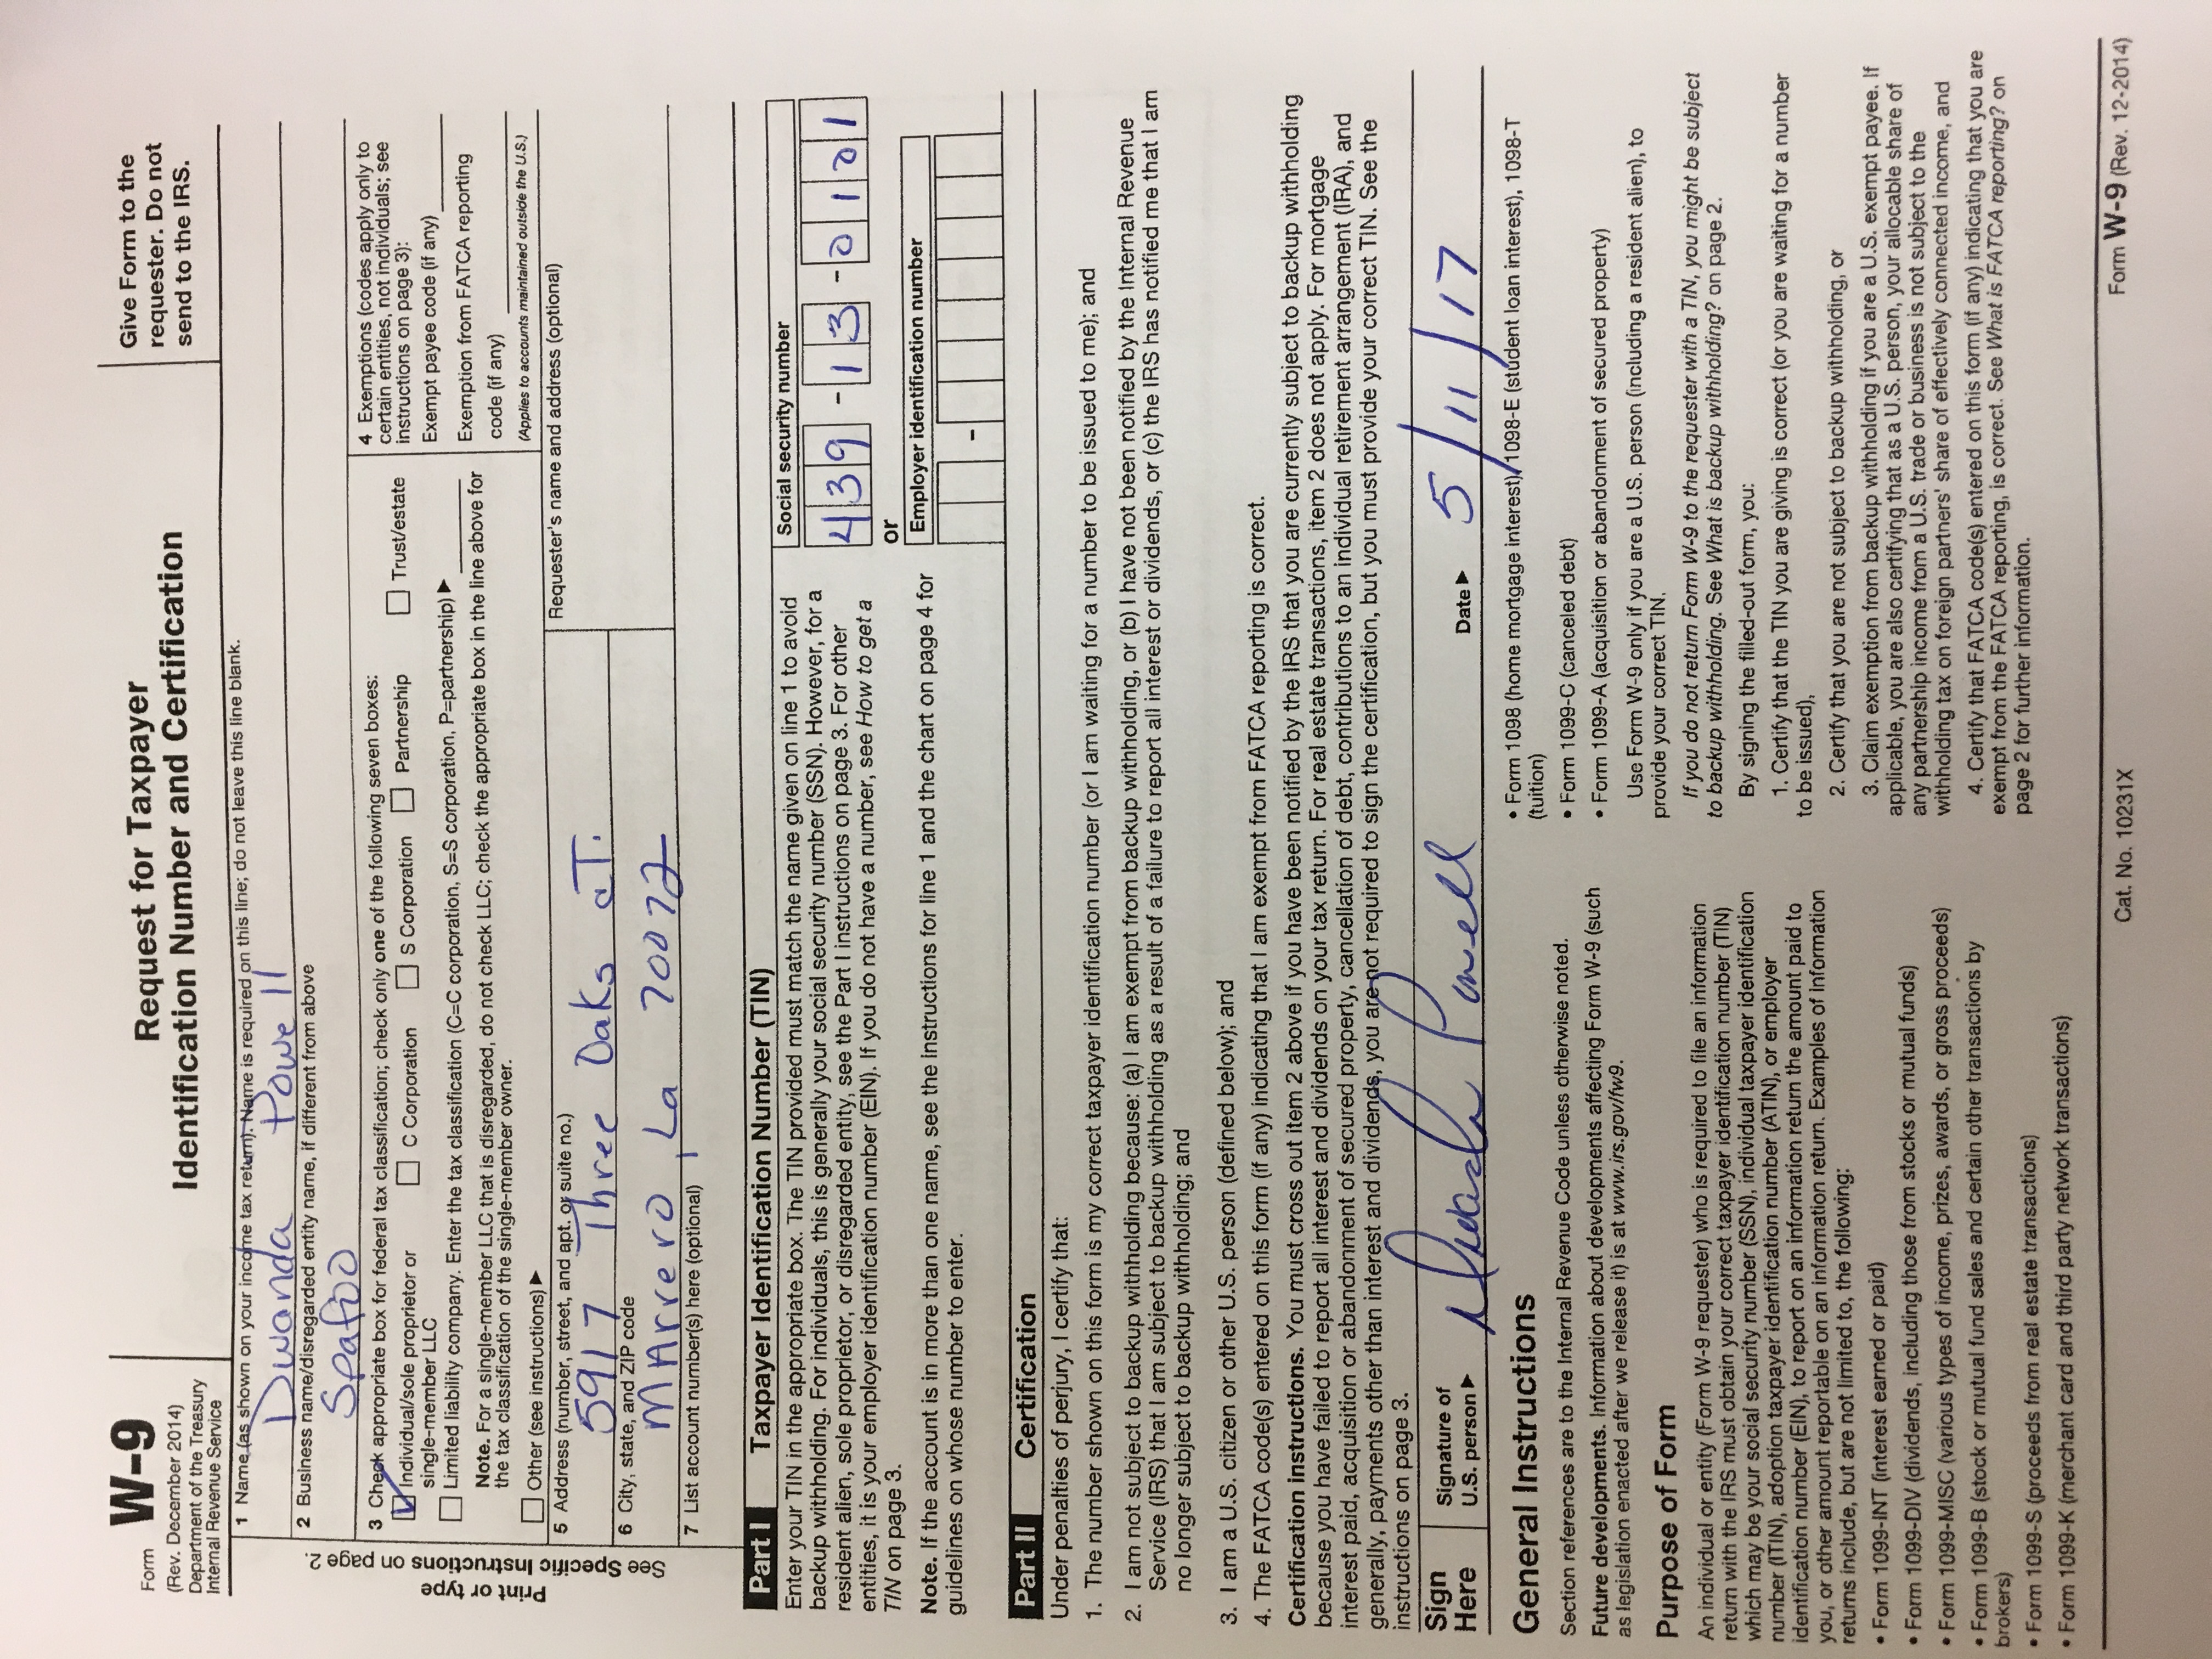 Form W-9
(Rev. December 2014)
Department of the Treasury
Internal Revenue Service
Request for Taxpayer
Identification Number and Certification
Give Form to the
requester. Do not
send to the IRS.
Print or type
See Specific Instructions on page 2.
1 Name (as shown on your income tax return). Name is required on this line; do not leave this line blank.
Dwanda Powell
2 Business name/disregarded entity name, if different from above
Spafoo
3 Check appropriate box for federal tax classification; check only one of the following seven boxes:
Individual/sole proprietor or
single-member LLC
C Corporation
S Corporation
Partnership
Trust/estate
Limited liability company. Enter the tax classification (C=C corporation, S=S corporation, P=partnership) ▶
Note. For a single-member LLC that is disregarded, do not check LLC; check the appropriate box in the line above for
the tax classification of the single-member owner.
Other (see instructions) ▶
4 Exemptions (codes apply only to
certain entities, not individuals; see
instructions on page 3):
Exempt payee code (if any)
Exemption from FATCA reporting
code (if any)
(Applies to accounts maintained outside the U.S.)
5 Address (number, street, and apt. or suite no.)
5917 Three Oaks cT.
Requester's name and address (optional)
6 City, state, and ZIP code
MArrero, La 70072
7 List account number(s) here (optional)
Part I Taxpayer Identification Number (TIN)
Enter your TIN in the appropriate box. The TIN provided must match the name given on line 1 to avoid
backup withholding. For individuals, this is generally your social security number (SSN). However, for a
resident alien, sole proprietor, or disregarded entity, see the Part I instructions on page 3. For other
entities, it is your employer identification number (EIN). If you do not have a number, see How to get a
TIN on page 3.
Note. If the account is in more than one name, see the instructions for line 1 and the chart on page 4 for
guidelines on whose number to enter.
Social security number
439-13-0101
or
Employer identification number
-
Part II Certification
Under penalties of perjury, I certify that:
1. The number shown on this form is my correct taxpayer identification number (or I am waiting for a number to be issued to me); and
2. I am not subject to backup withholding because: (a) I am exempt from backup withholding, or (b) I have not been notified by the Internal Revenue
Service (IRS) that I am subject to backup withholding as a result of a failure to report all interest or dividends, or (c) the IRS has notified me that I am
no longer subject to backup withholding; and
3. I am a U.S. citizen or other U.S. person (defined below); and
4. The FATCA code(s) entered on this form (if any) indicating that I am exempt from FATCA reporting is correct.
Certification instructions. You must cross out item 2 above if you have been notified by the IRS that you are currently subject to backup withholding
because you have failed to report all interest and dividends on your tax return. For real estate transactions, item 2 does not apply. For mortgage
interest paid, acquisition or abandonment of secured property, cancellation of debt, contributions to an individual retirement arrangement (IRA), and
generally, payments other than interest and dividends, you are not required to sign the certification, but you must provide your correct TIN. See the
instructions on page 3.
Sign
Here
Signature of
U.S. person ▶
Dwanda Powell
Date ▶ 5/11/17
General Instructions
Section references are to the Internal Revenue Code unless otherwise noted.
Future developments. Information about developments affecting Form W-9 (such
as legislation enacted after we release it) is at www.irs.gov/fw9.
Purpose of Form
An individual or entity (Form W-9 requester) who is required to file an information
return with the IRS must obtain your correct taxpayer identification number (TIN)
which may be your social security number (SSN), individual taxpayer identification
number (ITIN), adoption taxpayer identification number (ATIN), or employer
identification number (EIN), to report on an information return the amount paid to
you, or other amount reportable on an information return. Examples of information
returns include, but are not limited to, the following:
• Form 1099-INT (interest earned or paid)
• Form 1099-DIV (dividends, including those from stocks or mutual funds)
• Form 1099-MISC (various types of income, prizes, awards, or gross proceeds)
• Form 1099-B (stock or mutual fund sales and certain other transactions by
brokers)
• Form 1099-S (proceeds from real estate transactions)
• Form 1099-K (merchant card and third party network transactions)
• Form 1098 (home mortgage interest), 1098-E (student loan interest), 1098-T
(tuition)
• Form 1099-C (canceled debt)
• Form 1099-A (acquisition or abandonment of secured property)
Use Form W-9 only if you are a U.S. person (including a resident alien), to
provide your correct TIN.
If you do not return Form W-9 to the requester with a TIN, you might be subject
to backup withholding. See What is backup withholding? on page 2.
By signing the filled-out form, you:
1. Certify that the TIN you are giving is correct (or you are waiting for a number
to be issued),
2. Certify that you are not subject to backup withholding, or
3. Claim exemption from backup withholding if you are a U.S. exempt payee. If
applicable, you are also certifying that as a U.S. person, your allocable share of
any partnership income from a U.S. trade or business is not subject to the
withholding tax on foreign partners' share of effectively connected income, and
4. Certify that FATCA code(s) entered on this form (if any) indicating that you are
exempt from the FATCA reporting, is correct. See What is FATCA reporting? on
page 2 for further information.
Cat. No. 10231X
Form W-9 (Rev. 12-2014)